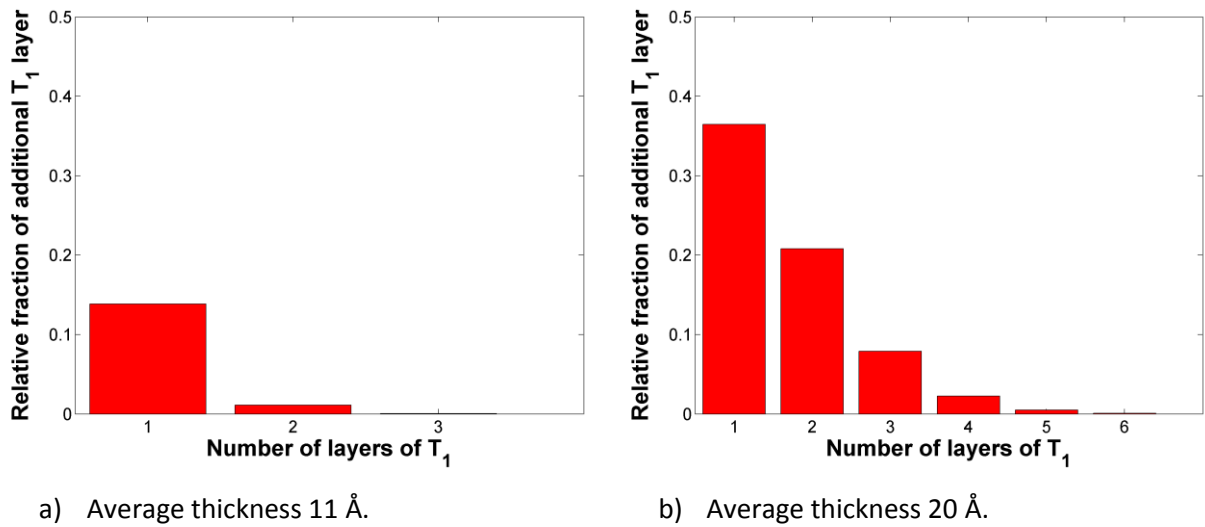 Relative fraction of additional T1 layer
0.5
0.4
0.3
0.2
0.1
0
1 2 3
Number of layers of T1
a) Average thickness 11 Å.
Relative fraction of additional T1 layer
0.5
0.4
0.3
0.2
0.1
0
1 2 3 4 5 6
Number of layers of T1
b) Average thickness 20 Å.